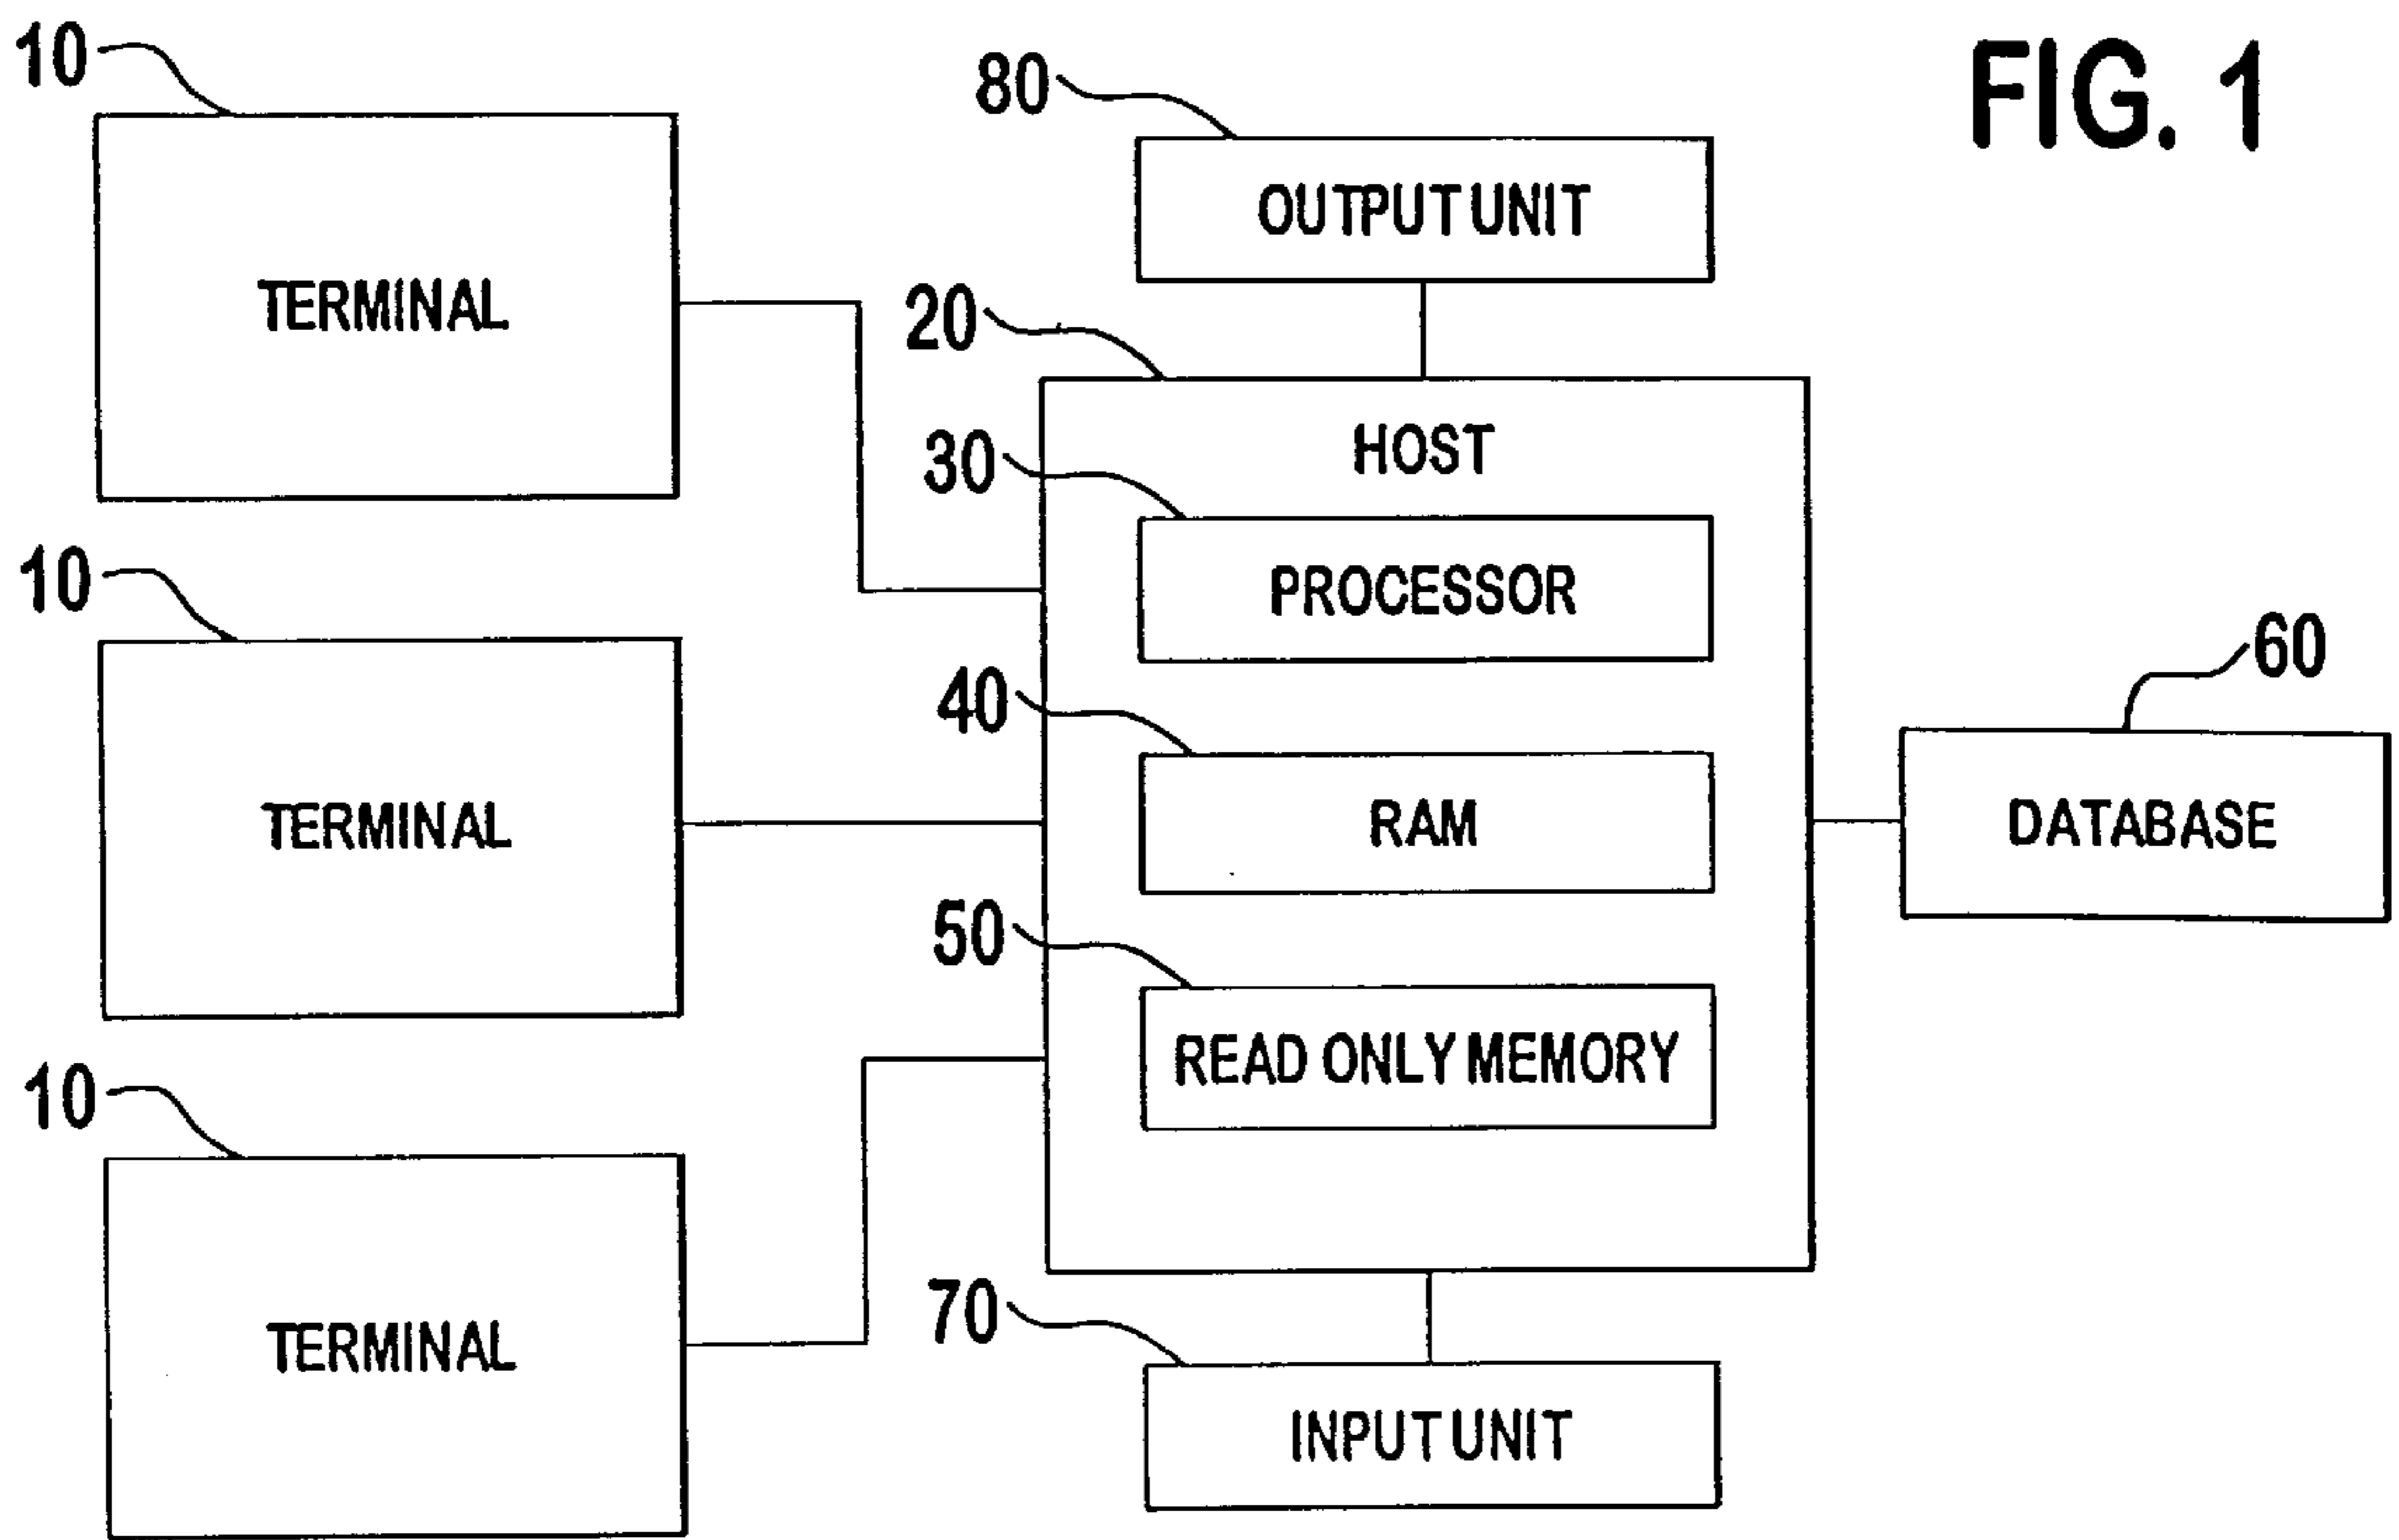 FIG. 1
10
TERMINAL
10
TERMINAL
10
TERMINAL
80
OUTPUT UNIT
20
HOST
30
PROCESSOR
40
RAM
50
READ ONLY MEMORY
70
INPUT UNIT
60
DATABASE